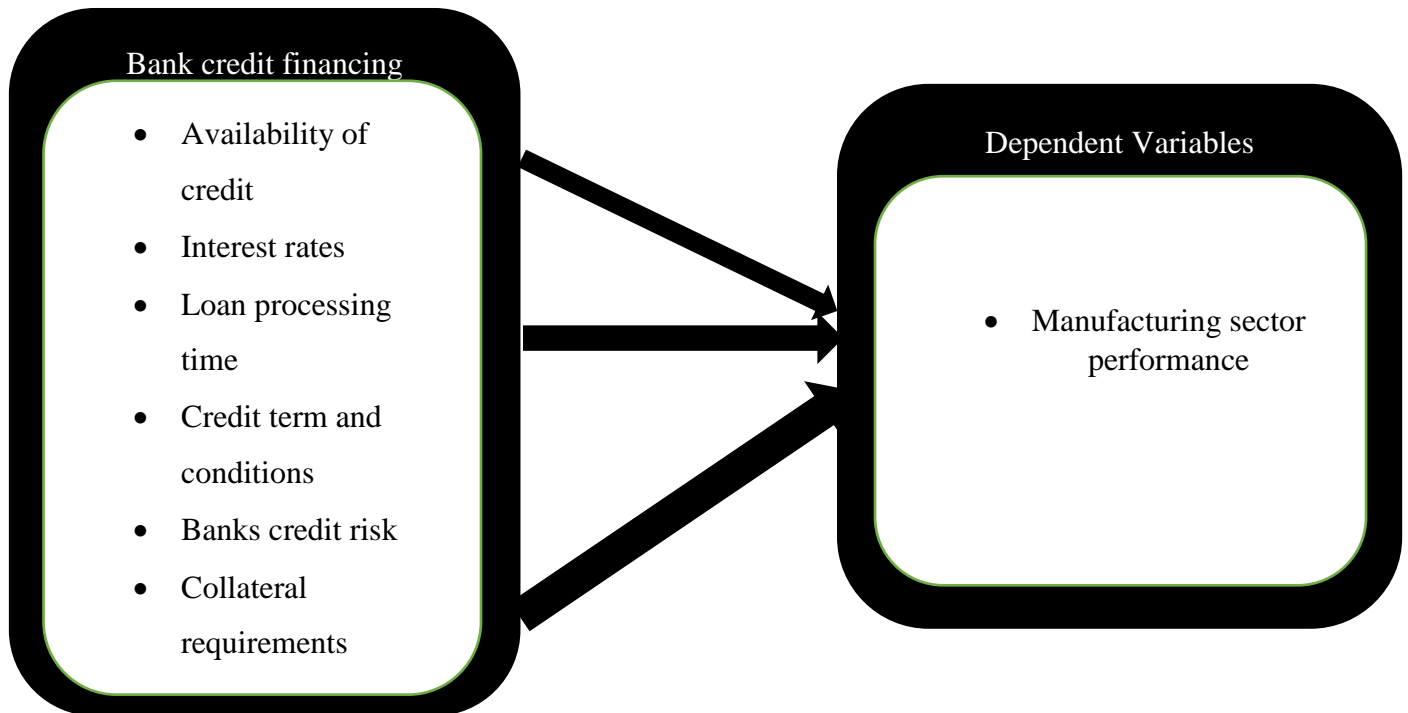 Bank credit financing
• Availability of
credit
• Interest rates
• Loan processing
time
• Credit term and
conditions
• Banks credit risk
• Collateral
requirements
Dependent Variables
• Manufacturing sector
performance